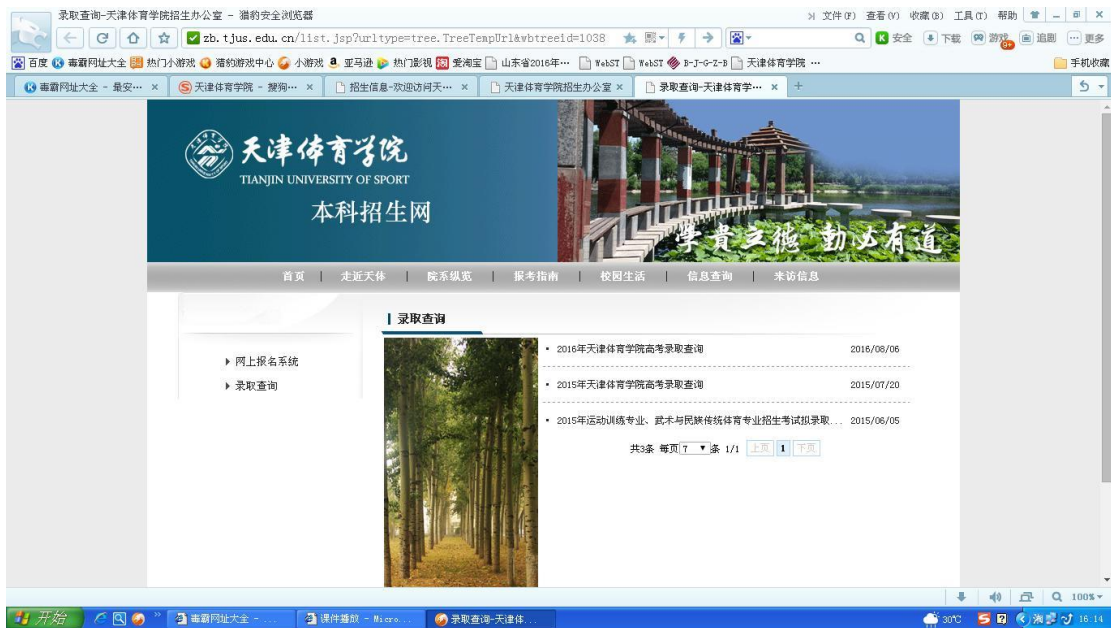 录取查询-天津体育学院招生办公室 - 猎豹安全浏览器
文件(F) 查看(V) 收藏(B) 工具(T) 帮助
zb.tjus.edu.cn/list.jsp?urltype=tree.TreeTempUrl&wbtreeid=1038
安全 下载 游戏 99+ 追剧 更多
百度 毒霸网址大全 热门小游戏 猎豹游戏中心 小游戏 亚马逊 热门影视 爱淘宝 山东省2016年… WebST WebST B-J-G-Z-B 天津体育学院 … 手机收藏
毒霸网址大全 - 最安… × 天津体育学院 - 搜狗… × 招生信息-欢迎访问天… × 天津体育学院招生办公室 × 录取查询-天津体育学… × +
天津体育学院
TIANJIN UNIVERSITY OF SPORT
本科招生网
学貴立德 勤必有道
首页 | 走近天体 | 院系纵览 | 报考指南 | 校园生活 | 信息查询 | 来访信息
录取查询
网上报名系统
录取查询
2016年天津体育学院高考录取查询 2016/08/06
2015年天津体育学院高考录取查询 2015/07/20
2015年运动训练专业、武术与民族传统体育专业招生考试拟录取... 2015/06/05
共3条 每页 7 条 1/1 上页 1 下页
100%
开始 毒霸网址大全 - ... 课件播放 - Micro... 录取查询-天津体... 30℃ 16:14